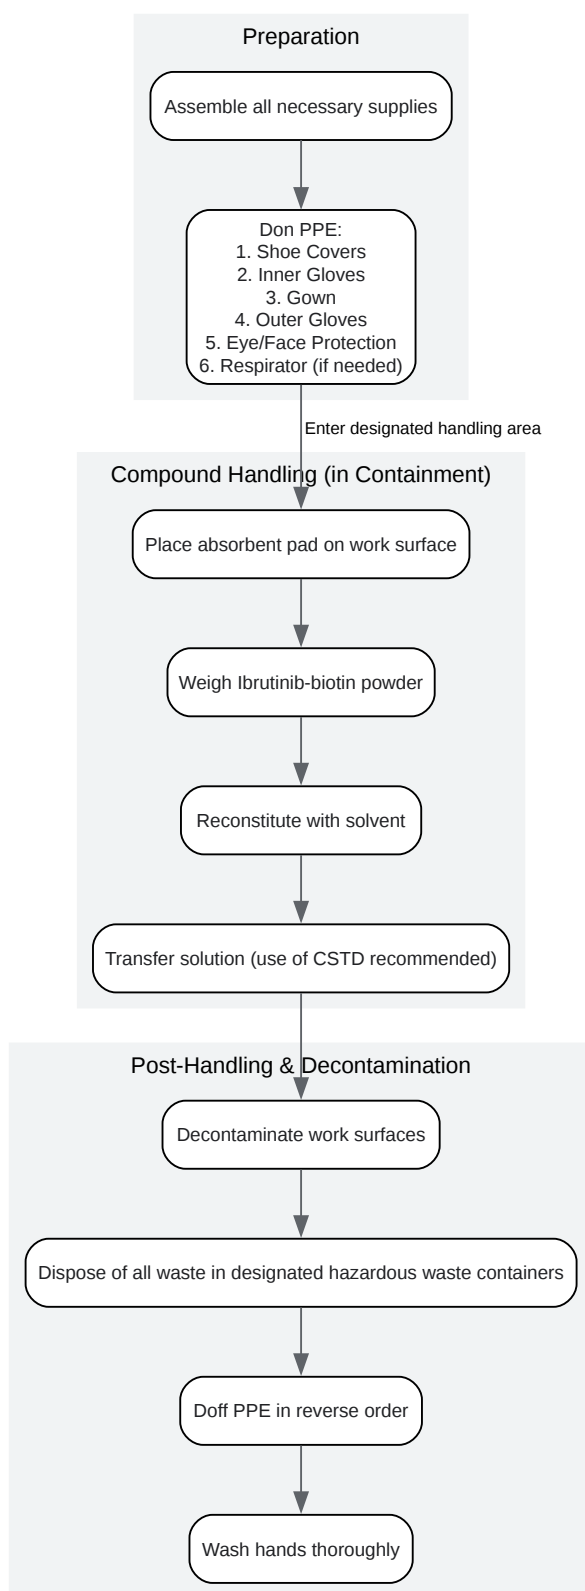 Preparation
Assemble all necessary supplies
Don PPE:
1. Shoe Covers
2. Inner Gloves
3. Gown
4. Outer Gloves
5. Eye/Face Protection
6. Respirator (if needed)
Enter designated handling area
Compound Handling (in Containment)
Place absorbent pad on work surface
Weigh Ibrutinib-biotin powder
Reconstitute with solvent
Transfer solution (use of CSTD recommended)
Post-Handling & Decontamination
Decontaminate work surfaces
Dispose of all waste in designated hazardous waste containers
Doff PPE in reverse order
Wash hands thoroughly